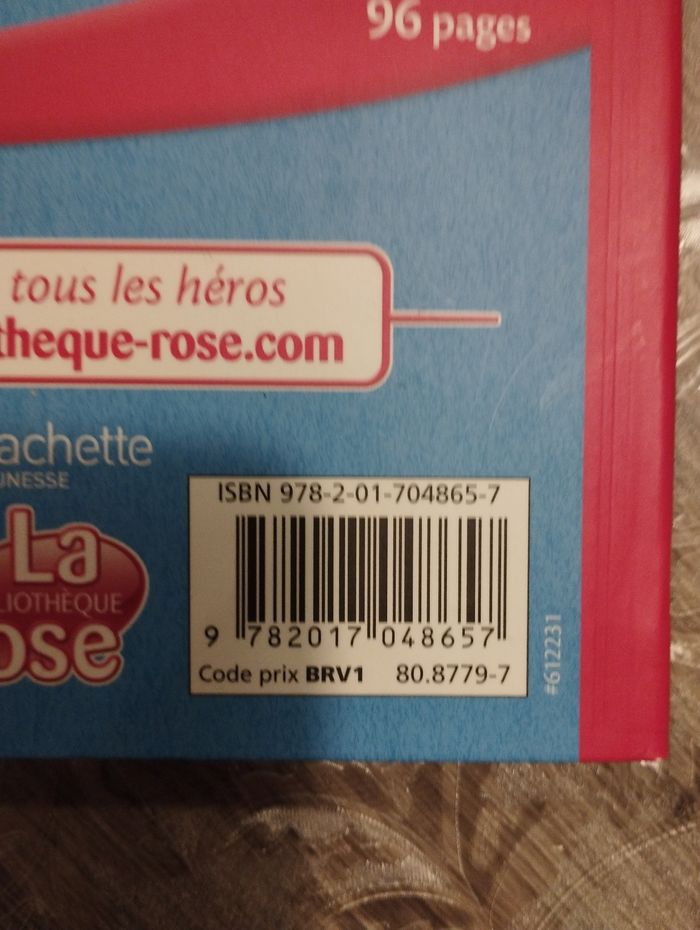 96 pages
tous les héros
theque-rose.com
achette
UNESSE
La
LIOTHÈQUE
ose
ISBN 978-2-01-704865-7
9 782017 048657
Code prix BRV1 80.8779-7
#612231